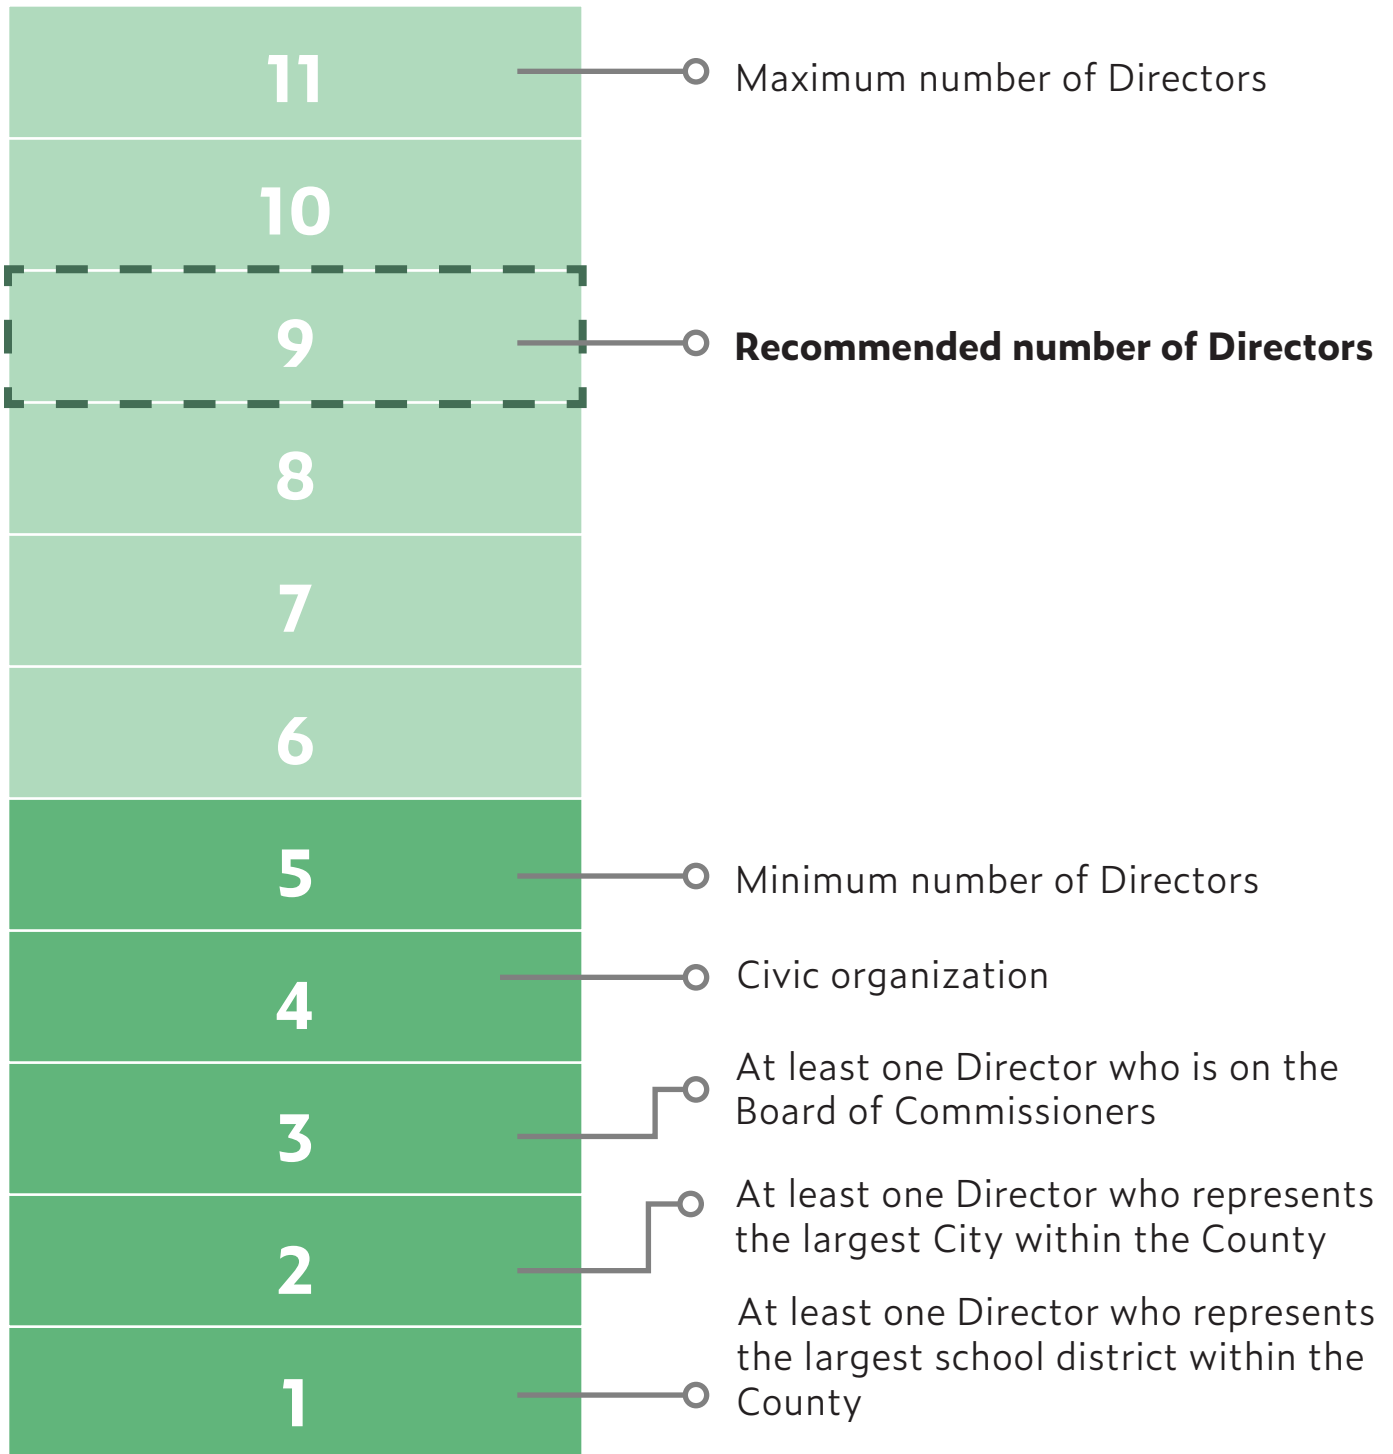 11
Maximum number of Directors
10
9
Recommended number of Directors
8
7
6
5
Minimum number of Directors
4
Civic organization
3
At least one Director who is on the
Board of Commissioners
2
At least one Director who represents
the largest City within the County
1
At least one Director who represents
the largest school district within the
County